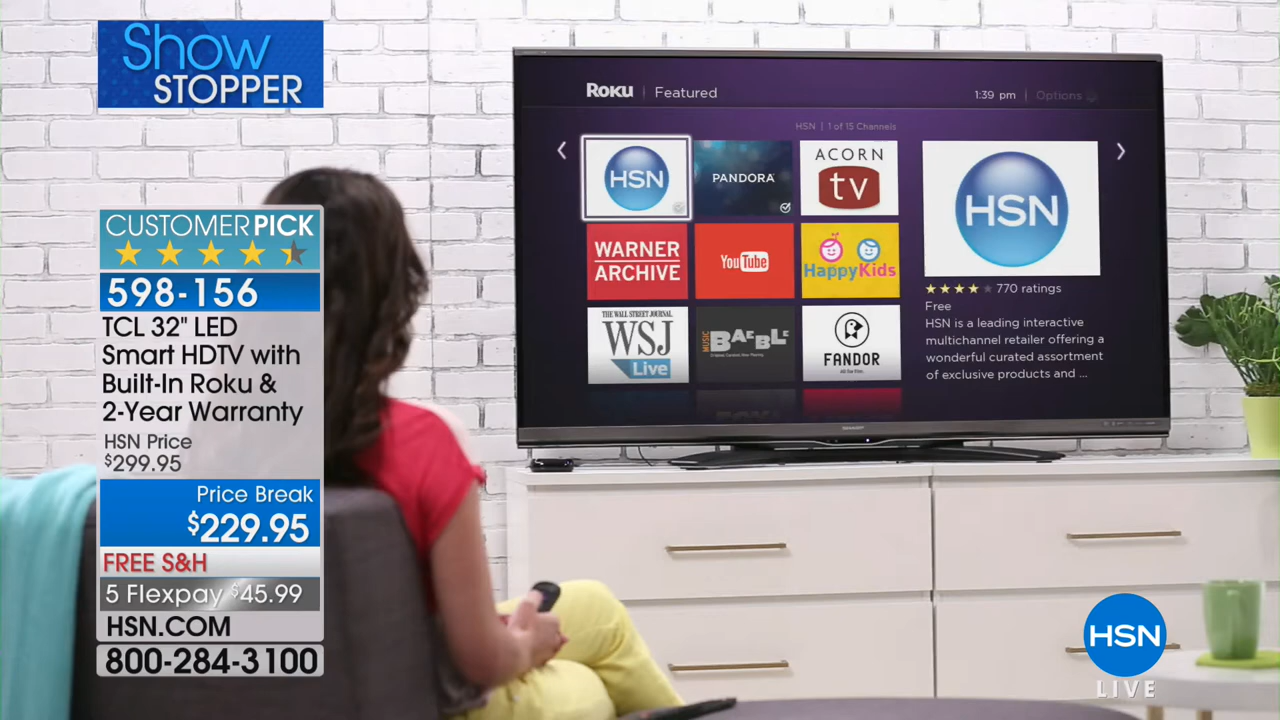 Show
STOPPER
CUSTOMER PICK
598-156
TCL 32" LED
Smart HDTV with
Built-In Roku &
2-Year Warranty
HSN Price
$299.95
Price Break
$229.95
FREE S&H
5 Flexpay $45.99
HSN.COM
800-284-3100
Roku | Featured
1:39 pm | Options
HSN | 1 of 15 Channels
HSN
PANDORA
ACORN
tv
WARNER
ARCHIVE
YouTube
HappyKids
THE WALL STREET JOURNAL
WSJ
Live
MUSIC
BAEBLE
FANDOR
HSN
770 ratings
Free
HSN is a leading interactive
multichannel retailer offering a
wonderful curated assortment
of exclusive products and ...
SHARP
HSN
LIVE